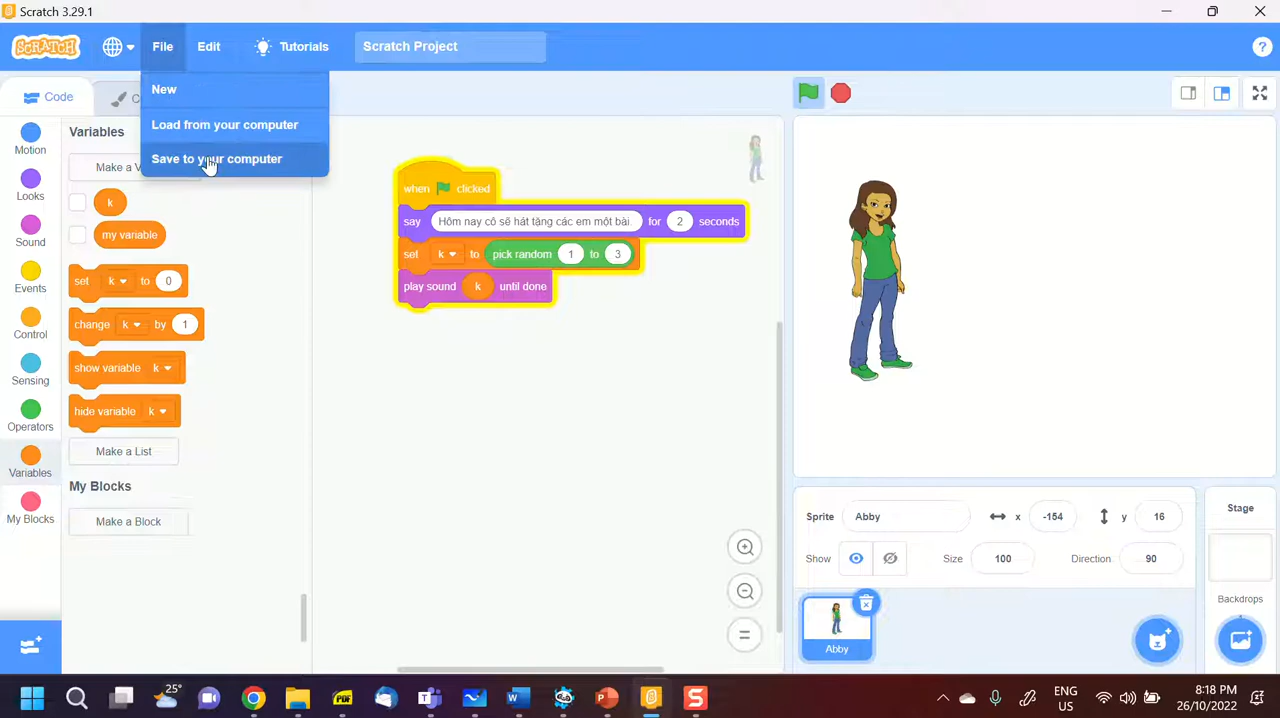 Scratch 3.29.1
SCRATCH
File
Edit
Tutorials
Scratch Project
New
Load from your computer
Save to your computer
Code
Motion
Looks
Sound
Events
Control
Sensing
Operators
Variables
My Blocks
Variables
k
my variable
set k to 0
change k by 1
show variable k
hide variable k
Make a List
My Blocks
Make a Block
when clicked
say Hôm nay cô sẽ hát tặng các em một bài for 2 seconds
set k to pick random 1 to 3
play sound k until done
Sprite Abby x -154 y 16
Show Size 100 Direction 90
Abby
Stage
Backdrops
25°
PDF
ENG
US
8:18 PM
26/10/2022